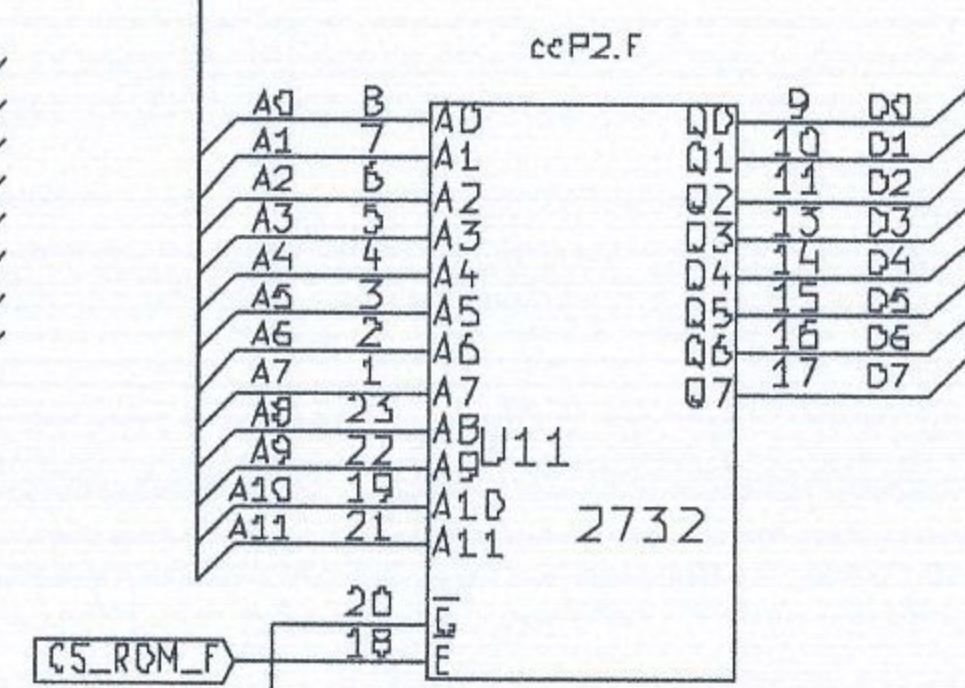 ccP2.F
A0 8 A0 Q0 9 D0
A1 7 A1 Q1 10 D1
A2 6 A2 Q2 11 D2
A3 5 A3 Q3 13 D3
A4 4 A4 Q4 14 D4
A5 3 A5 Q5 15 D5
A6 2 A6 Q6 16 D6
A7 1 A7 Q7 17 D7
A8 23 A8 U11
A9 22 A9
A10 19 A10 2732
A11 21 A11
20 G
CS_ROM_F 18 E